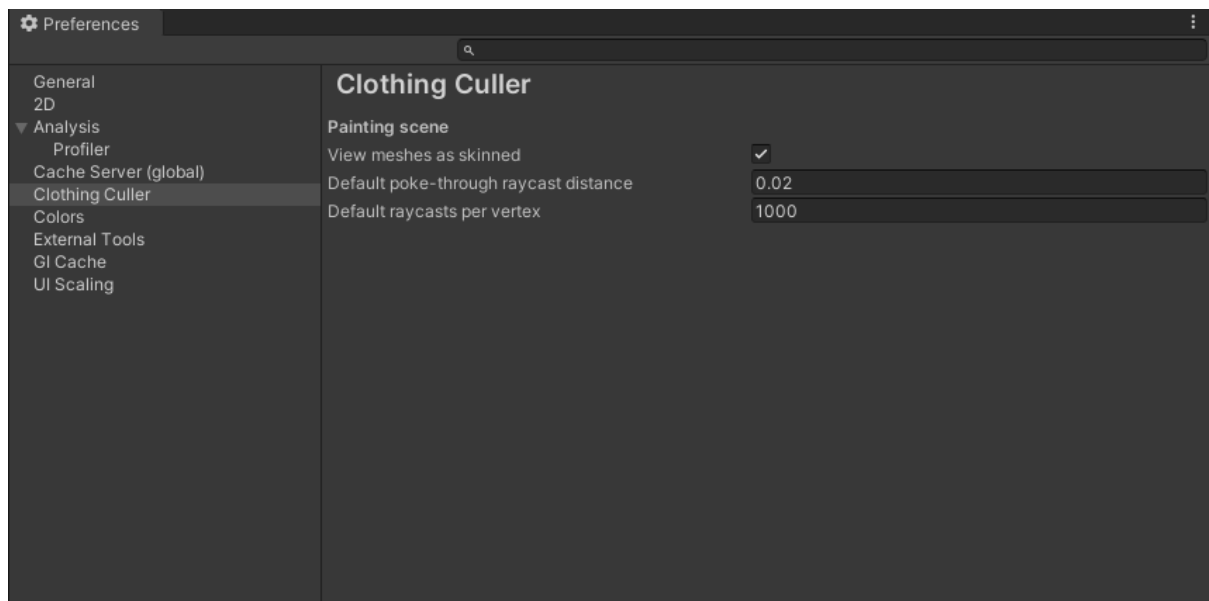 Preferences
General
2D
Analysis
Profiler
Cache Server (global)
Clothing Culler
Colors
External Tools
GI Cache
UI Scaling
Clothing Culler
Painting scene
View meshes as skinned
Default poke-through raycast distance 0.02
Default raycasts per vertex 1000